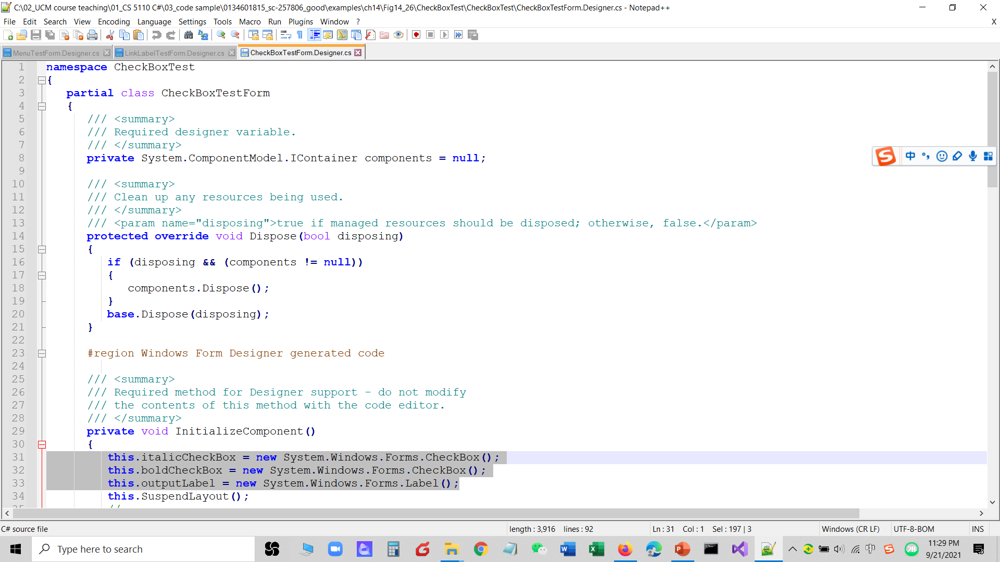 C:\02_UCM course teaching\01_CS 5110 C#\03_code sample\0134601815_sc-257806_good\examples\ch14\Fig14_26\CheckBoxTest\CheckBoxTest\CheckBoxTestForm.Designer.cs - Notepad++
File Edit Search View Encoding Language Settings Tools Macro Run Plugins Window ? X
MenuTestForm.Designer.cs LinkLabelTestForm.Designer.cs CheckBoxTestForm.Designer.cs
1 namespace CheckBoxTest
2 {
3 partial class CheckBoxTestForm
4 {
5 /// <summary>
6 /// Required designer variable.
7 /// </summary>
8 private System.ComponentModel.IContainer components = null;
9
10 /// <summary>
11 /// Clean up any resources being used.
12 /// </summary>
13 /// <param name="disposing">true if managed resources should be disposed; otherwise, false.</param>
14 protected override void Dispose(bool disposing)
15 {
16 if (disposing && (components != null))
17 {
18 components.Dispose();
19 }
20 base.Dispose(disposing);
21 }
22
23 #region Windows Form Designer generated code
24
25 /// <summary>
26 /// Required method for Designer support - do not modify
27 /// the contents of this method with the code editor.
28 /// </summary>
29 private void InitializeComponent()
30 {
31 this.italicCheckBox = new System.Windows.Forms.CheckBox();
32 this.boldCheckBox = new System.Windows.Forms.CheckBox();
33 this.outputLabel = new System.Windows.Forms.Label();
34 this.SuspendLayout();
中
C# source file length : 3,916 lines : 92 Ln : 31 Col : 1 Sel : 197 | 3 Windows (CR LF) UTF-8-BOM INS
Type here to search 中 28 11:29 PM
9/21/2021